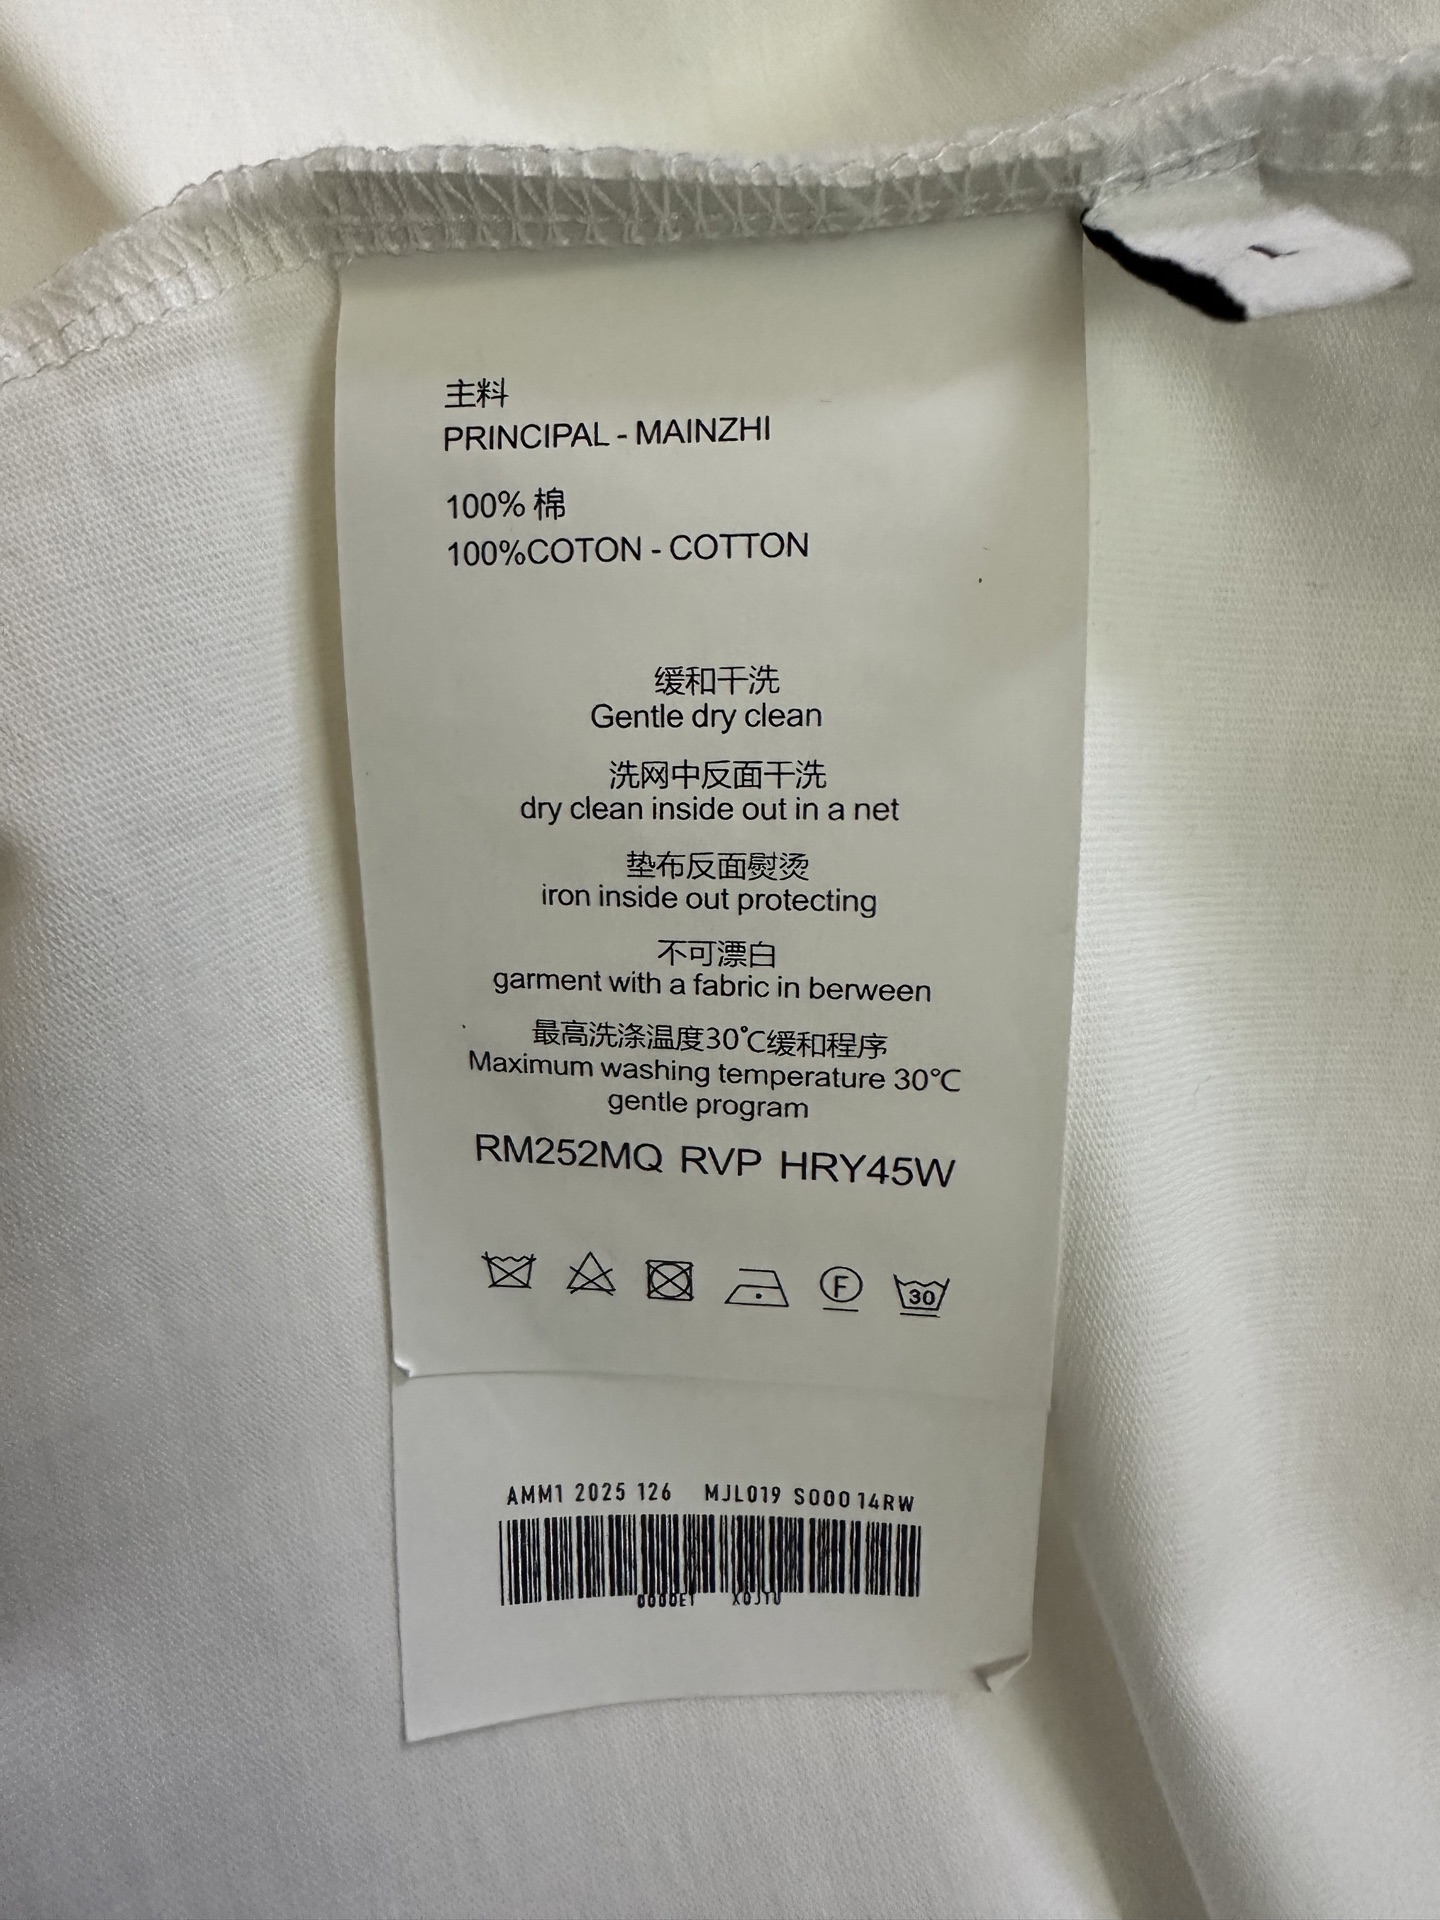 主料
PRINCIPAL - MAINZHI
100% 棉
100%COTON - COTTON
缓和干洗
Gentle dry clean
洗网中反面干洗
dry clean inside out in a net
垫布反面熨烫
iron inside out protecting
不可漂白
garment with a fabric in berween
最高洗涤温度30℃缓和程序
Maximum washing temperature 30℃
gentle program
RM252MQ RVP HRY45W
F 30
AMM1 2025 126 MJL019 S000 14RW